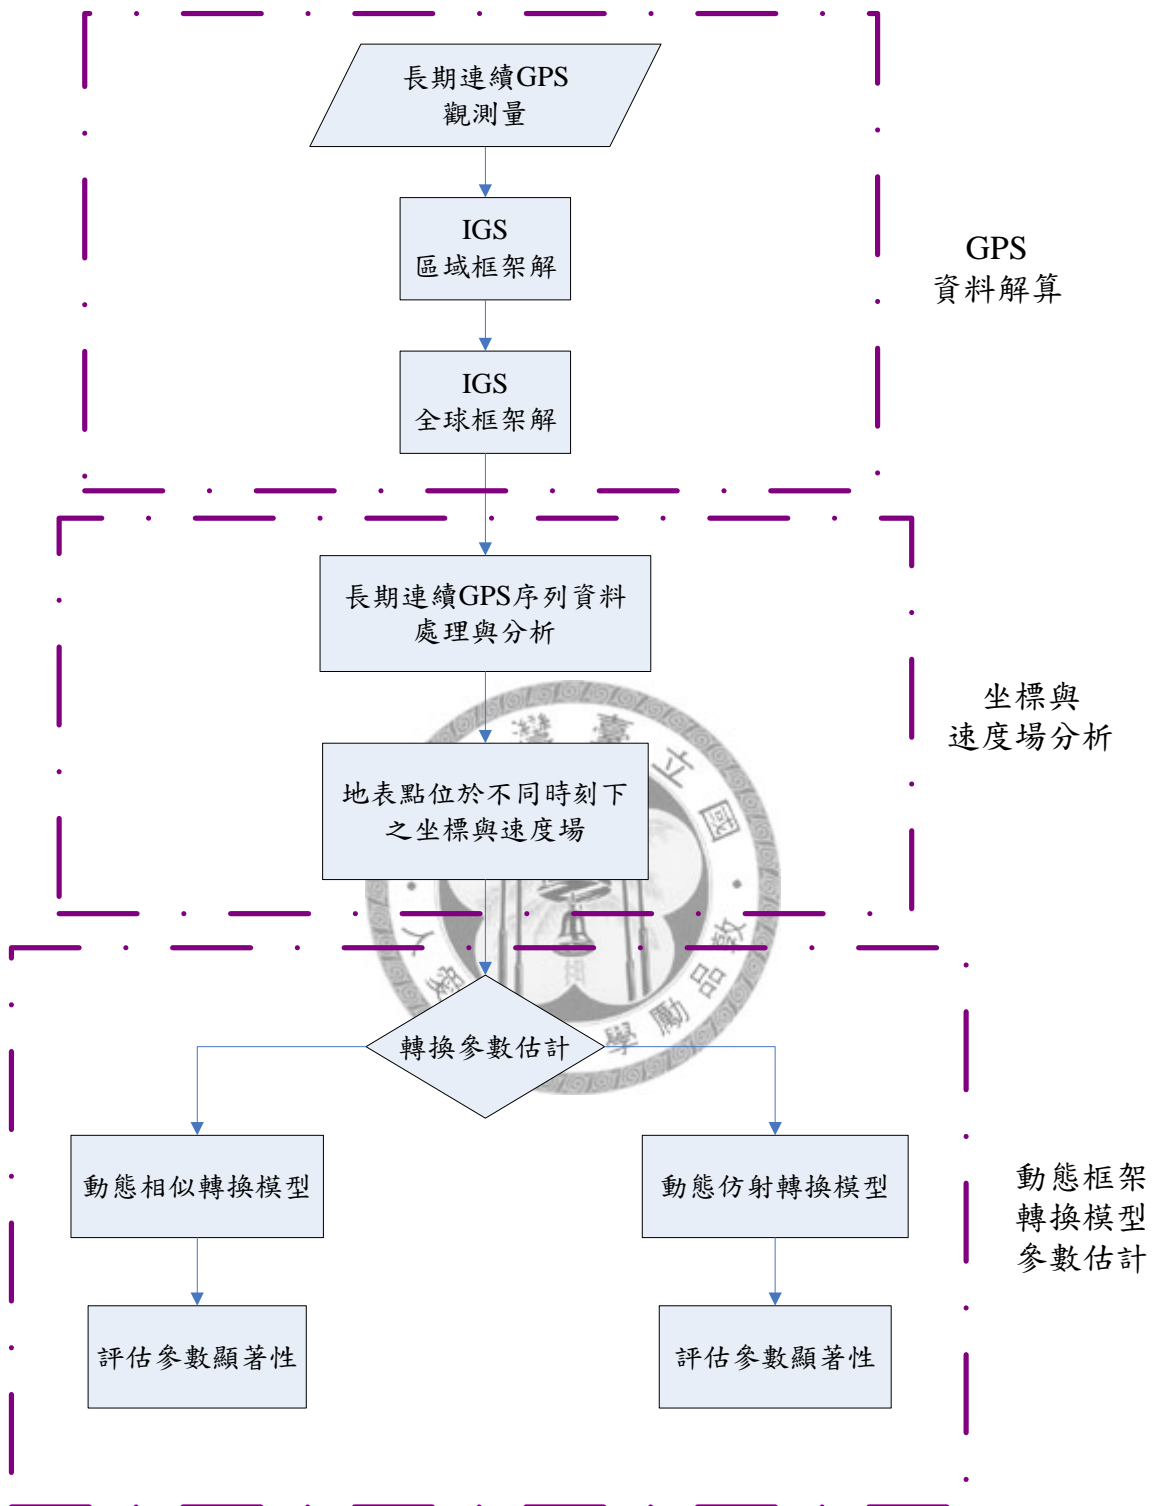 長期連續GPS
觀測量
IGS
區域框架解
IGS
全球框架解
GPS
資料解算
長期連續GPS序列資料
處理與分析
地表點位於不同時刻下
之坐標與速度場
坐標與
速度場分析
轉換參數估計
動態相似轉換模型
動態仿射轉換模型
評估參數顯著性
評估參數顯著性
動態框架
轉換模型
參數估計